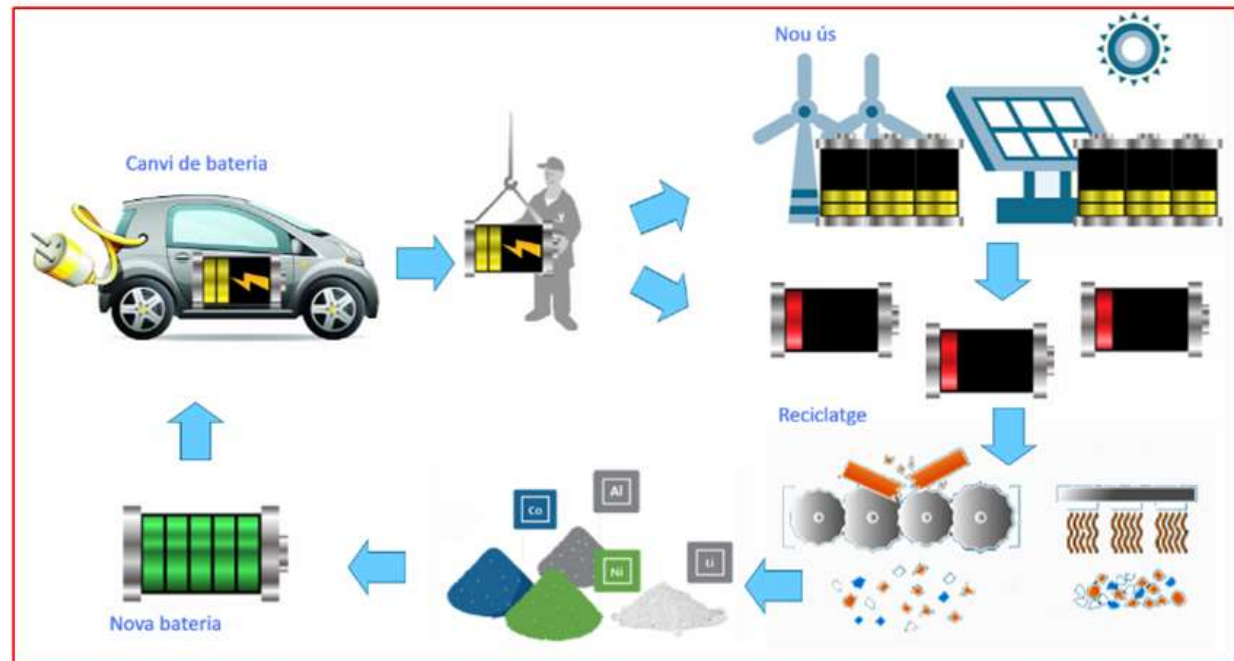 Nou ús
Canvi de bateria
Reciclatge
Al
Co
Ni
Li
Nova bateria